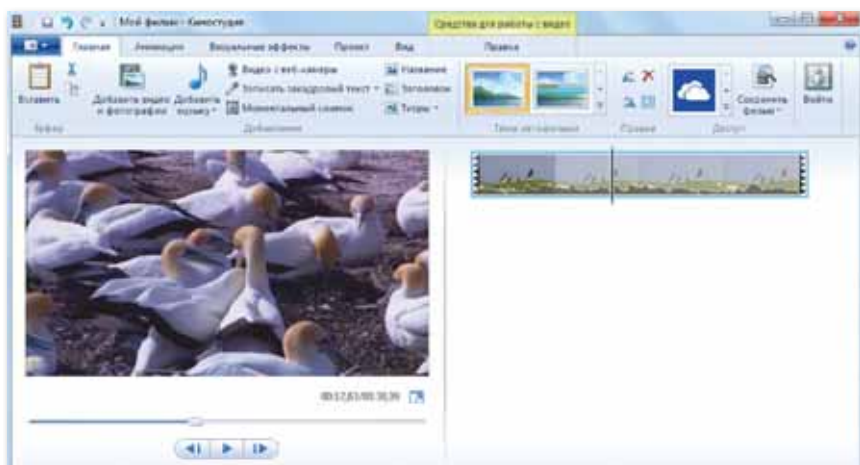 Мой фильм - Киностудия
Средства для работы с видео
Главная Анимация Визуальные эффекты Проект Вид Правка
Вставить
Добавить видео и фотографии
Добавить музыку
Видео с веб-камеры
Записать закадровый текст
Моментальный снимок
Название
Заголовок
Титры
Сохранить фильм
Войти
Буфер Добавление Темы автофильма Правка Доступ